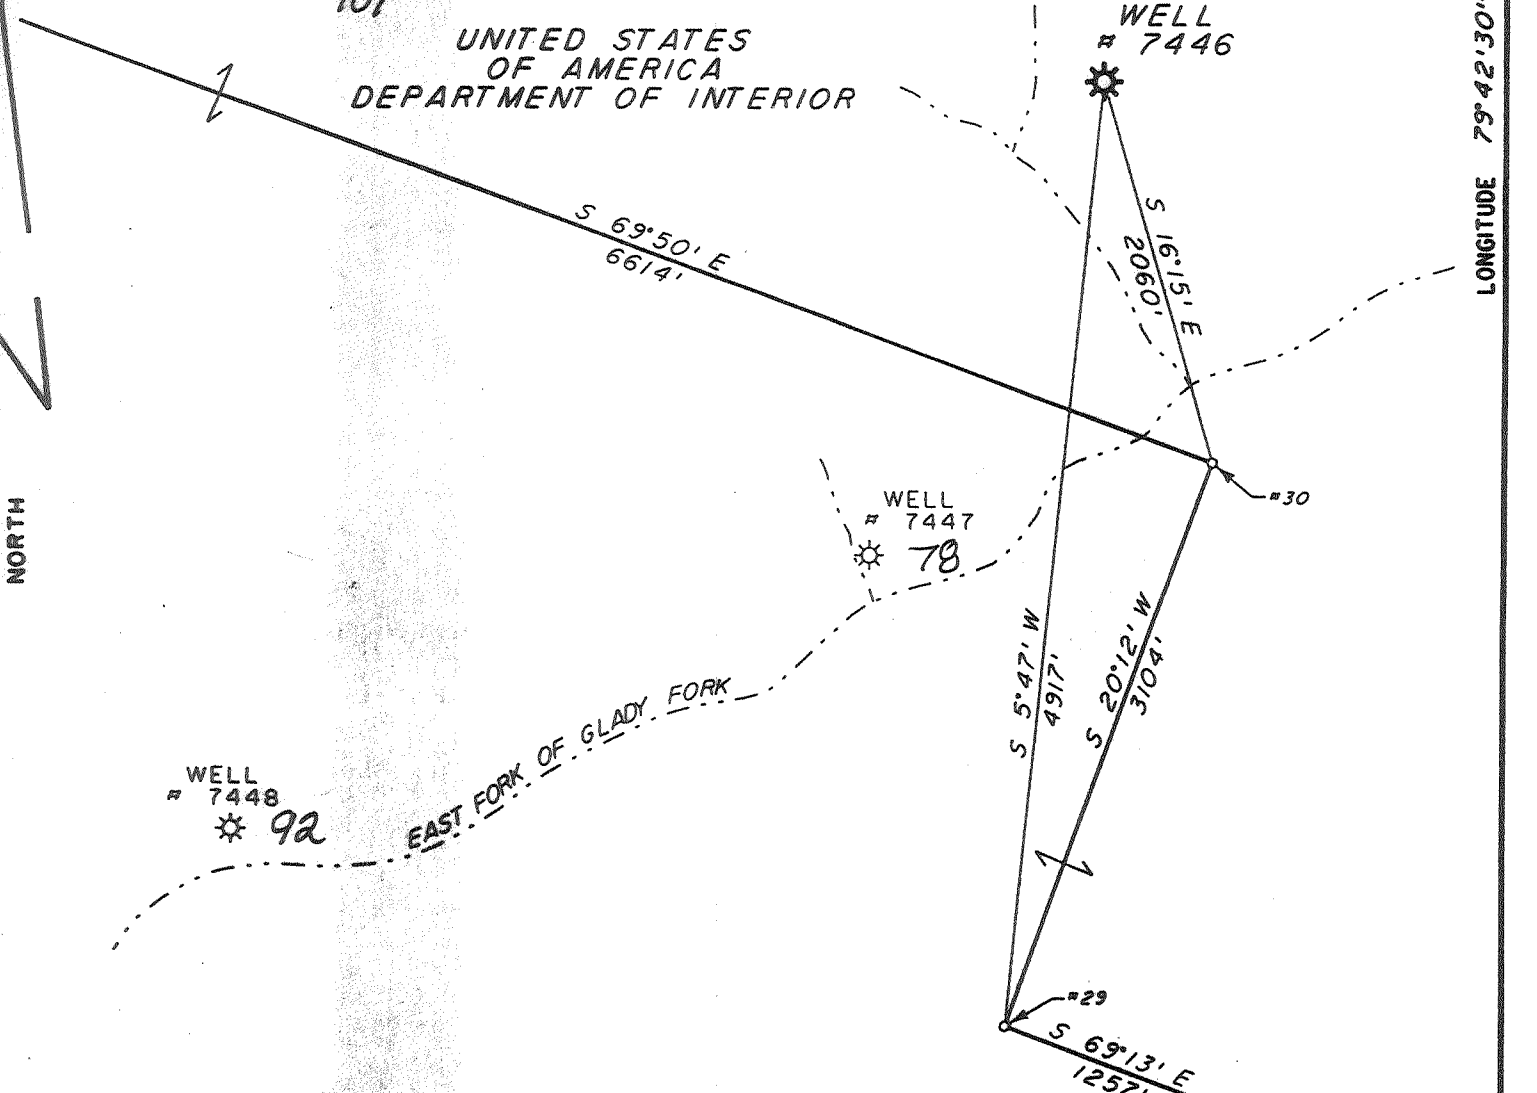 UNITED STATES
OF AMERICA
DEPARTMENT OF INTERIOR
WELL
# 7446
LONGITUDE 79°42'30"
S 69°50' E
6614'
S 16°15' E
2060'
#30
WELL
# 7447
78
NORTH
S 5°47' W
4917'
S 20°12' W
3104'
EAST FORK OF GLADY FORK
WELL
# 7448
92
#29
S 69°13' E
1257'